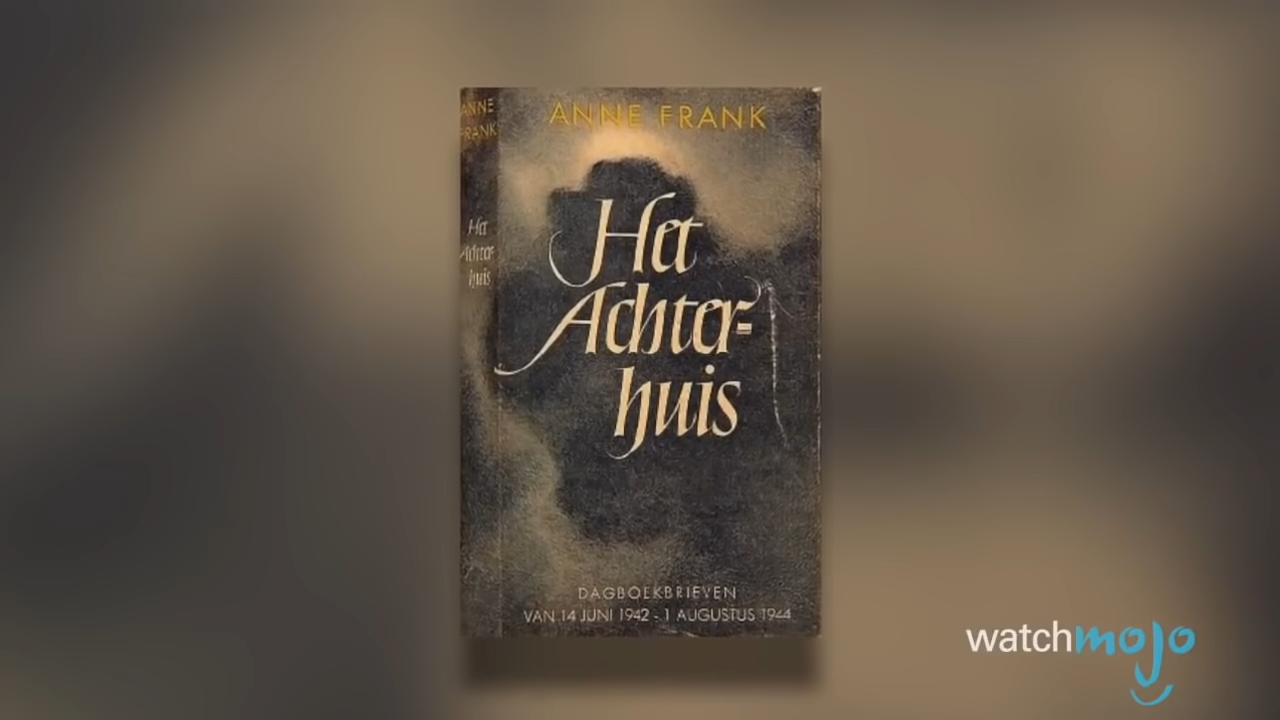 ANNE FRANK
Het
Achter-
huis
DAGBOEKBRIEVEN
VAN 14 JUNI 1942 - 1 AUGUSTUS 1944
ANNE
FRANK
Het
Achter-
huis
watchmojo